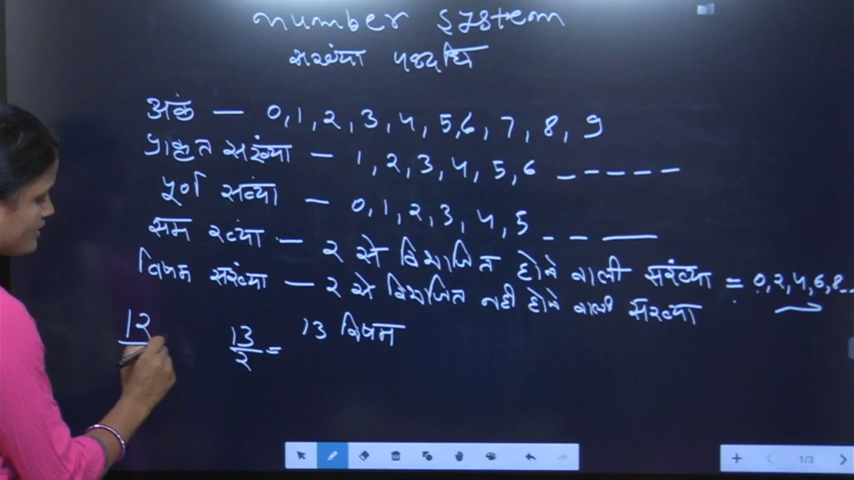 number system
संख्या पध्दति
अंक — 0, 1, 2, 3, 4, 5, 6, 7, 8, 9
प्राकृत संख्या — 1, 2, 3, 4, 5, 6 -----
पूर्ण संख्या — 0, 1, 2, 3, 4, 5 ----
सम संख्या — 2 से विभाजित होने वाली संख्या = 0, 2, 4, 6, 8..
विषम संख्या — 2 से विभाजित नही होने वाली संख्या
12
13/2 = 13 विषम
1/3